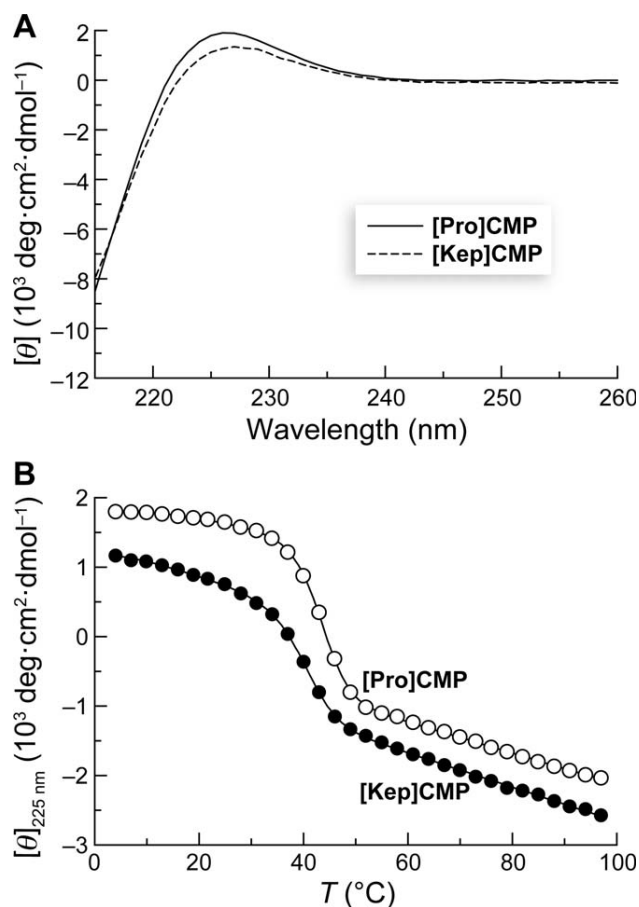 A
2
0
–2
–4
–6
–8
–10
–12
[θ] (10³ deg·cm²·dmol⁻¹)
[Pro]CMP
[Kep]CMP
220 230 240 250 260
Wavelength (nm)
B
2
1
0
–1
–2
–3
[θ]₂₂₅ ₙₘ (10³ deg·cm²·dmol⁻¹)
[Pro]CMP
[Kep]CMP
0 20 40 60 80 100
T (°C)